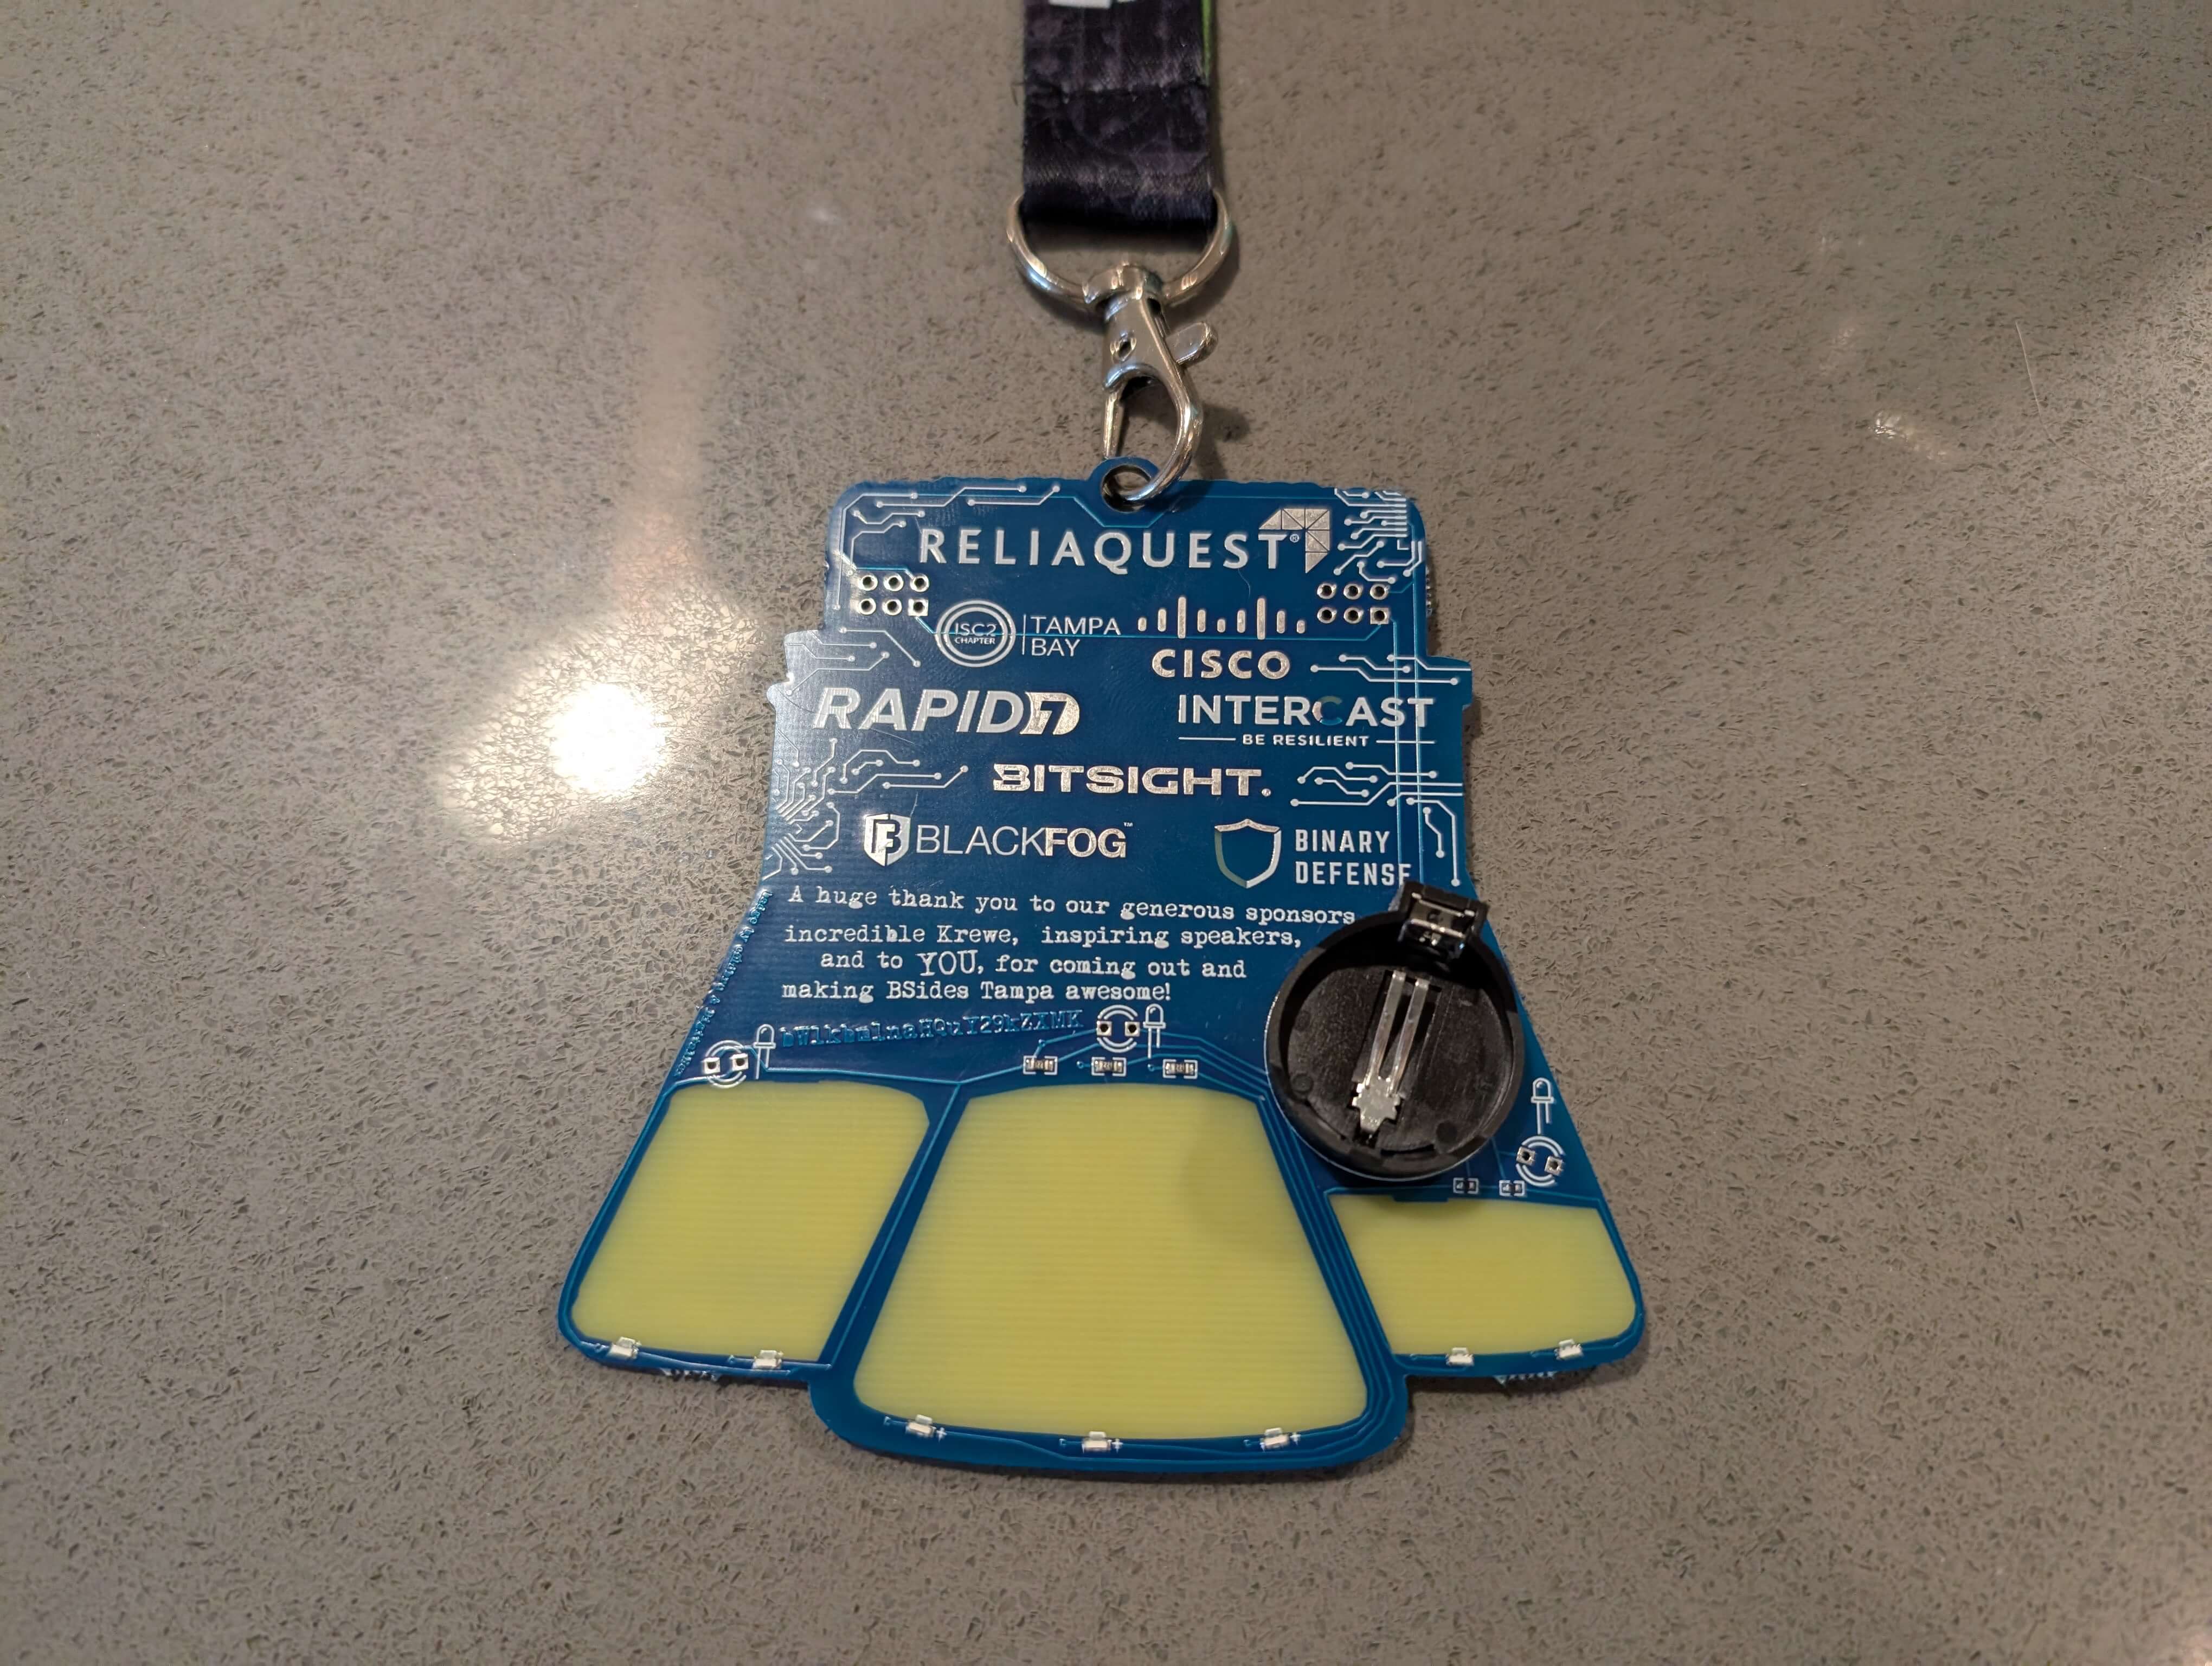 RELIAQUEST®
ISC2
CHAPTER
TAMPA
BAY
CISCO
RAPID7
INTERCAST
BE RESILIENT
BITSIGHT.
BLACKFOG™
BINARY
DEFENSE
A huge thank you to our generous sponsors
incredible Krewe, inspiring speakers,
and to YOU, for coming out and
making BSides Tampa awesome!